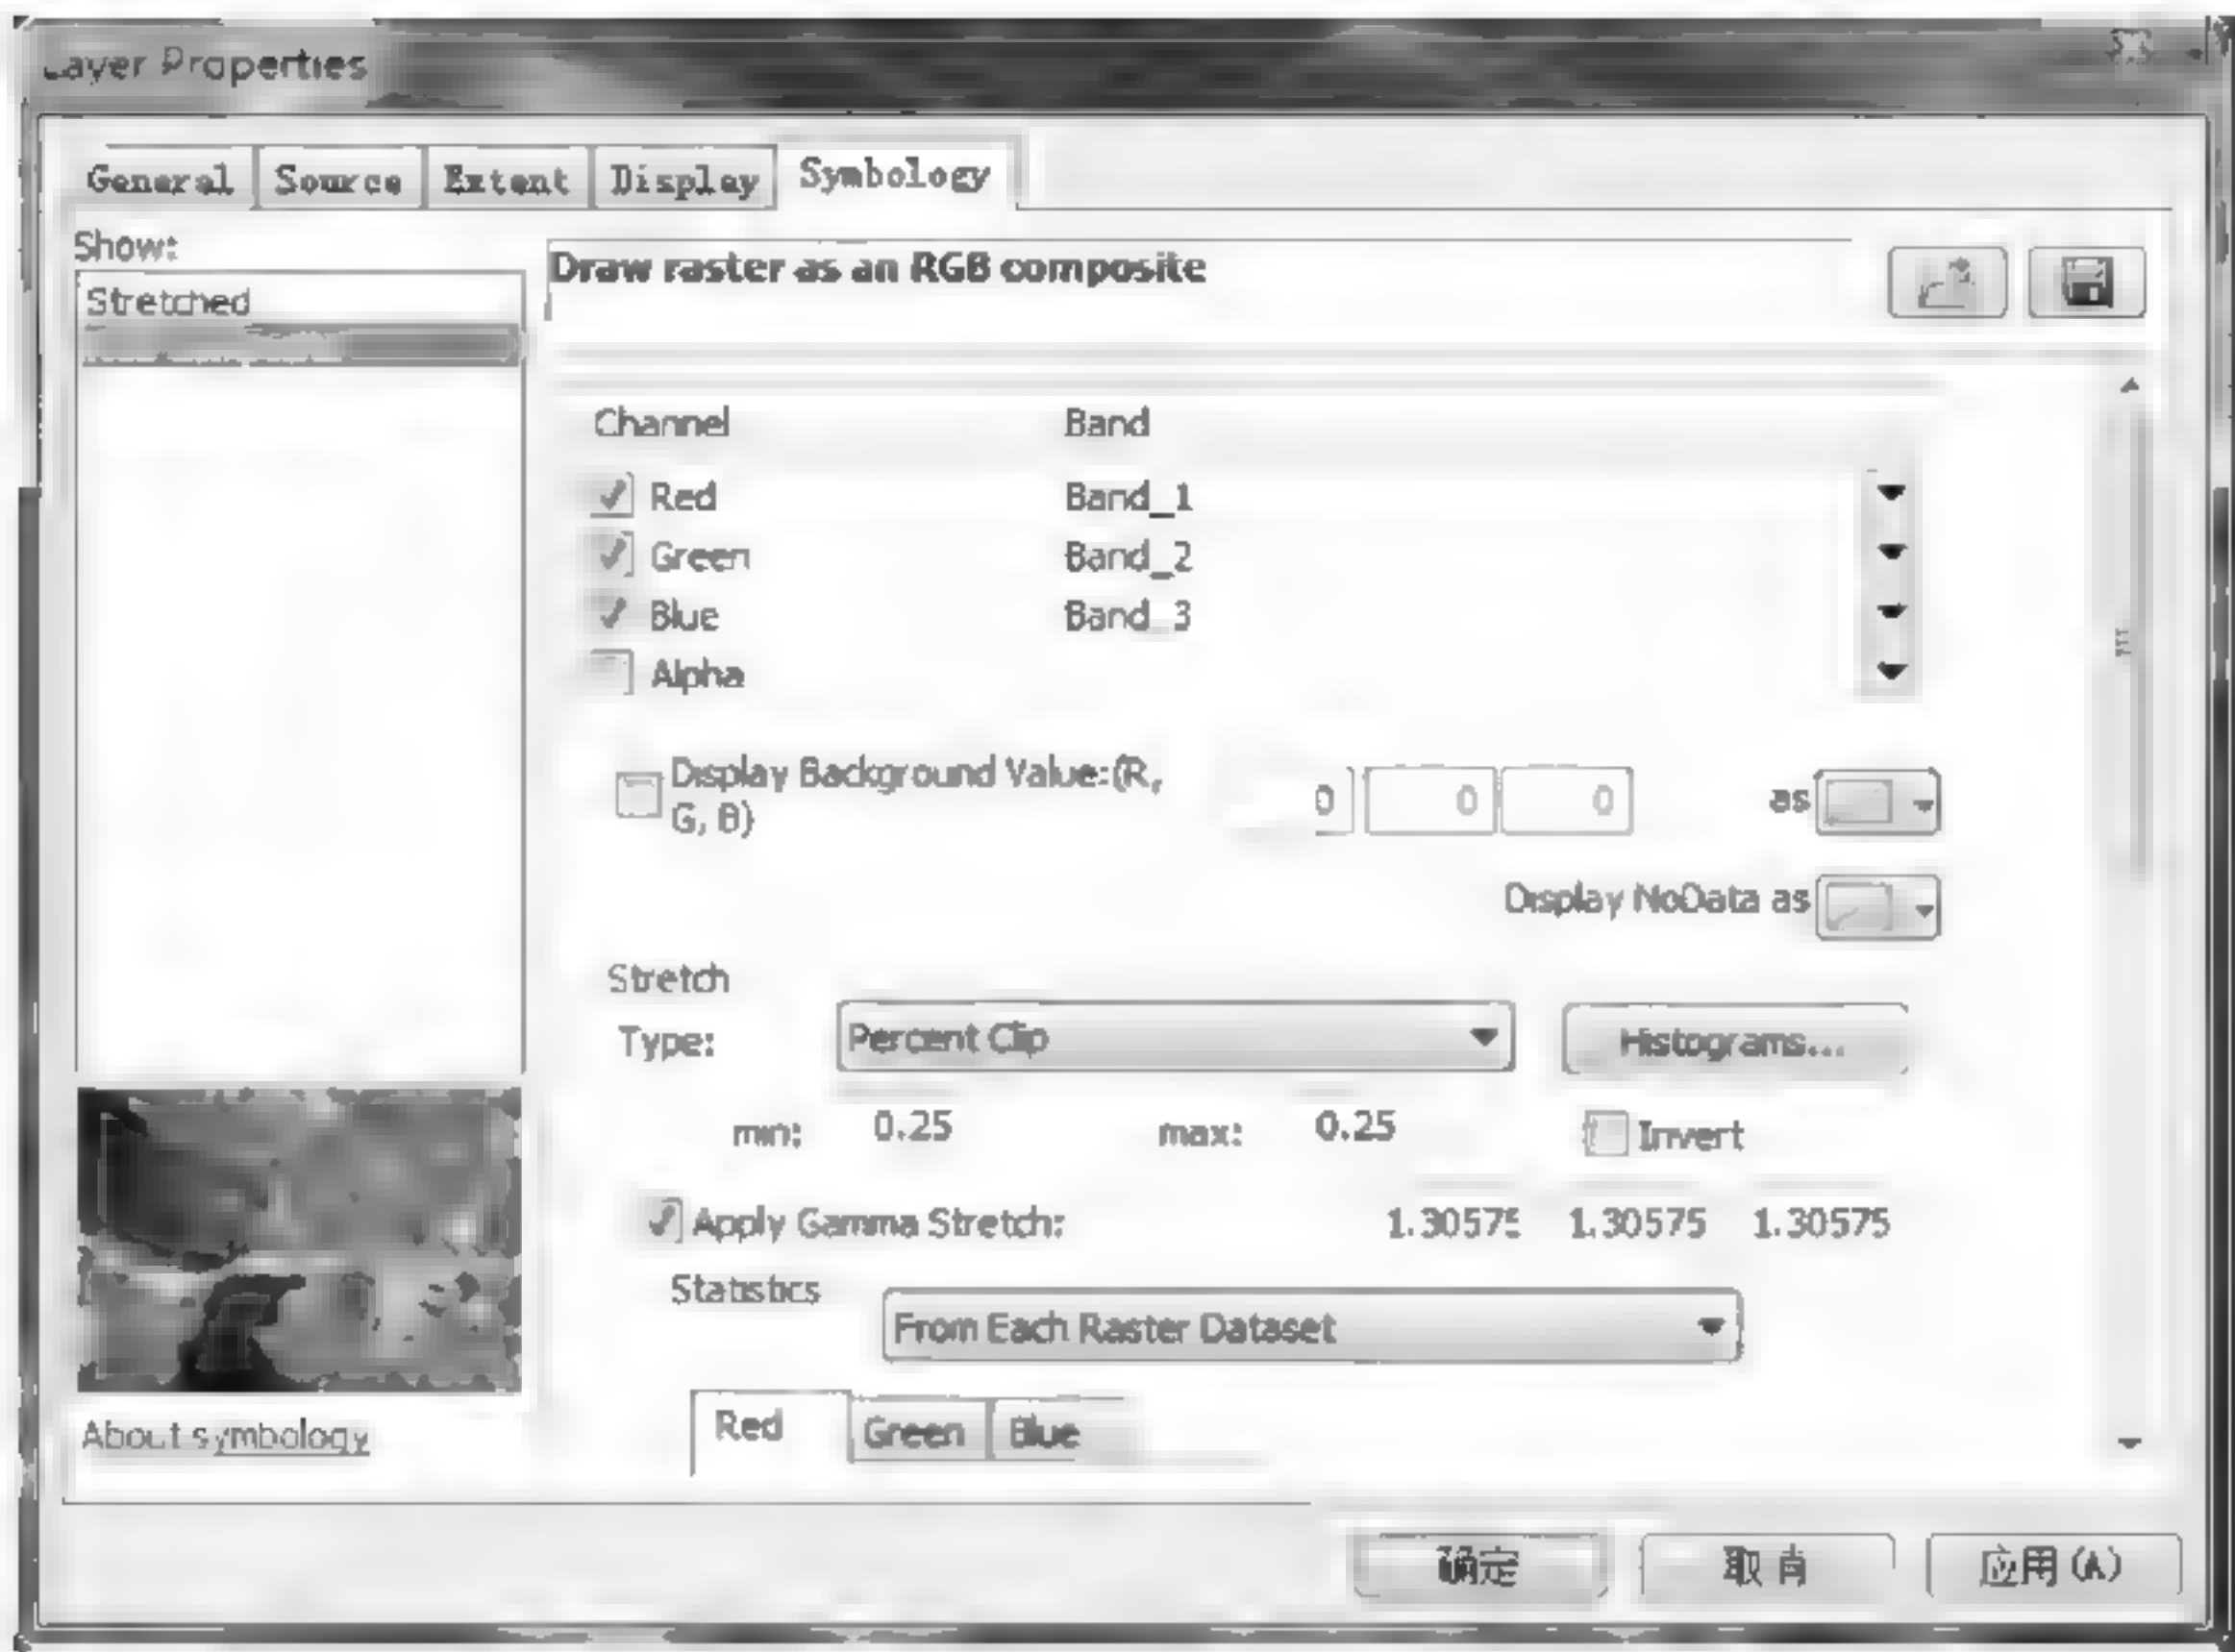 Layer Properties
General Source Extent Display Symbology
Show:
Stretched
Draw raster as an RGB composite
Channel Band
Red Band_1
Green Band_2
Blue Band_3
Alpha
Display Background Value:(R, G, B) 0 0 0 as
Display NoData as
Stretch
Type: Percent Clip Histograms...
min: 0.25 max: 0.25 Invert
Apply Gamma Stretch: 1.30575 1.30575 1.30575
Statistics
From Each Raster Dataset
Red Green Blue
About symbology
确定 取消 应用(A)